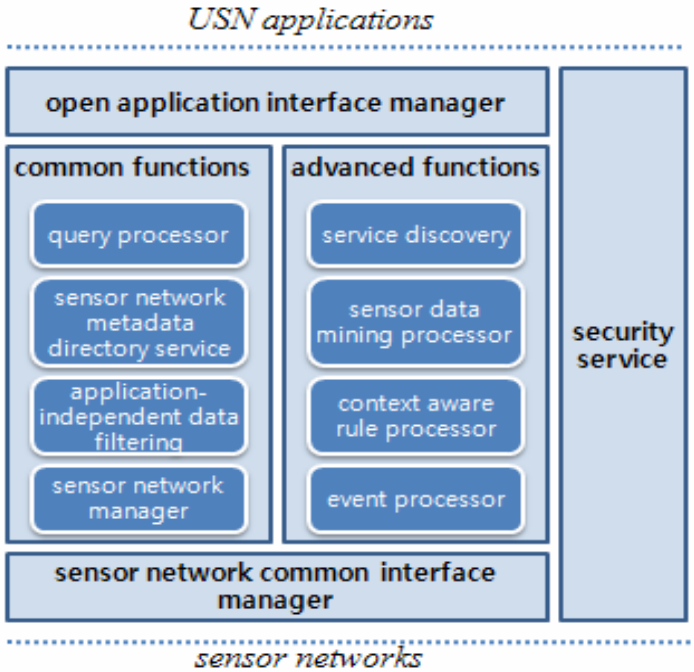 USN applications
open application interface manager
common functions
query processor
sensor network
metadata
directory service
application-
independent data
filtering
sensor network
manager
advanced functions
service discovery
sensor data
mining processor
context aware
rule processor
event processor
security
service
sensor network common interface
manager
sensor networks